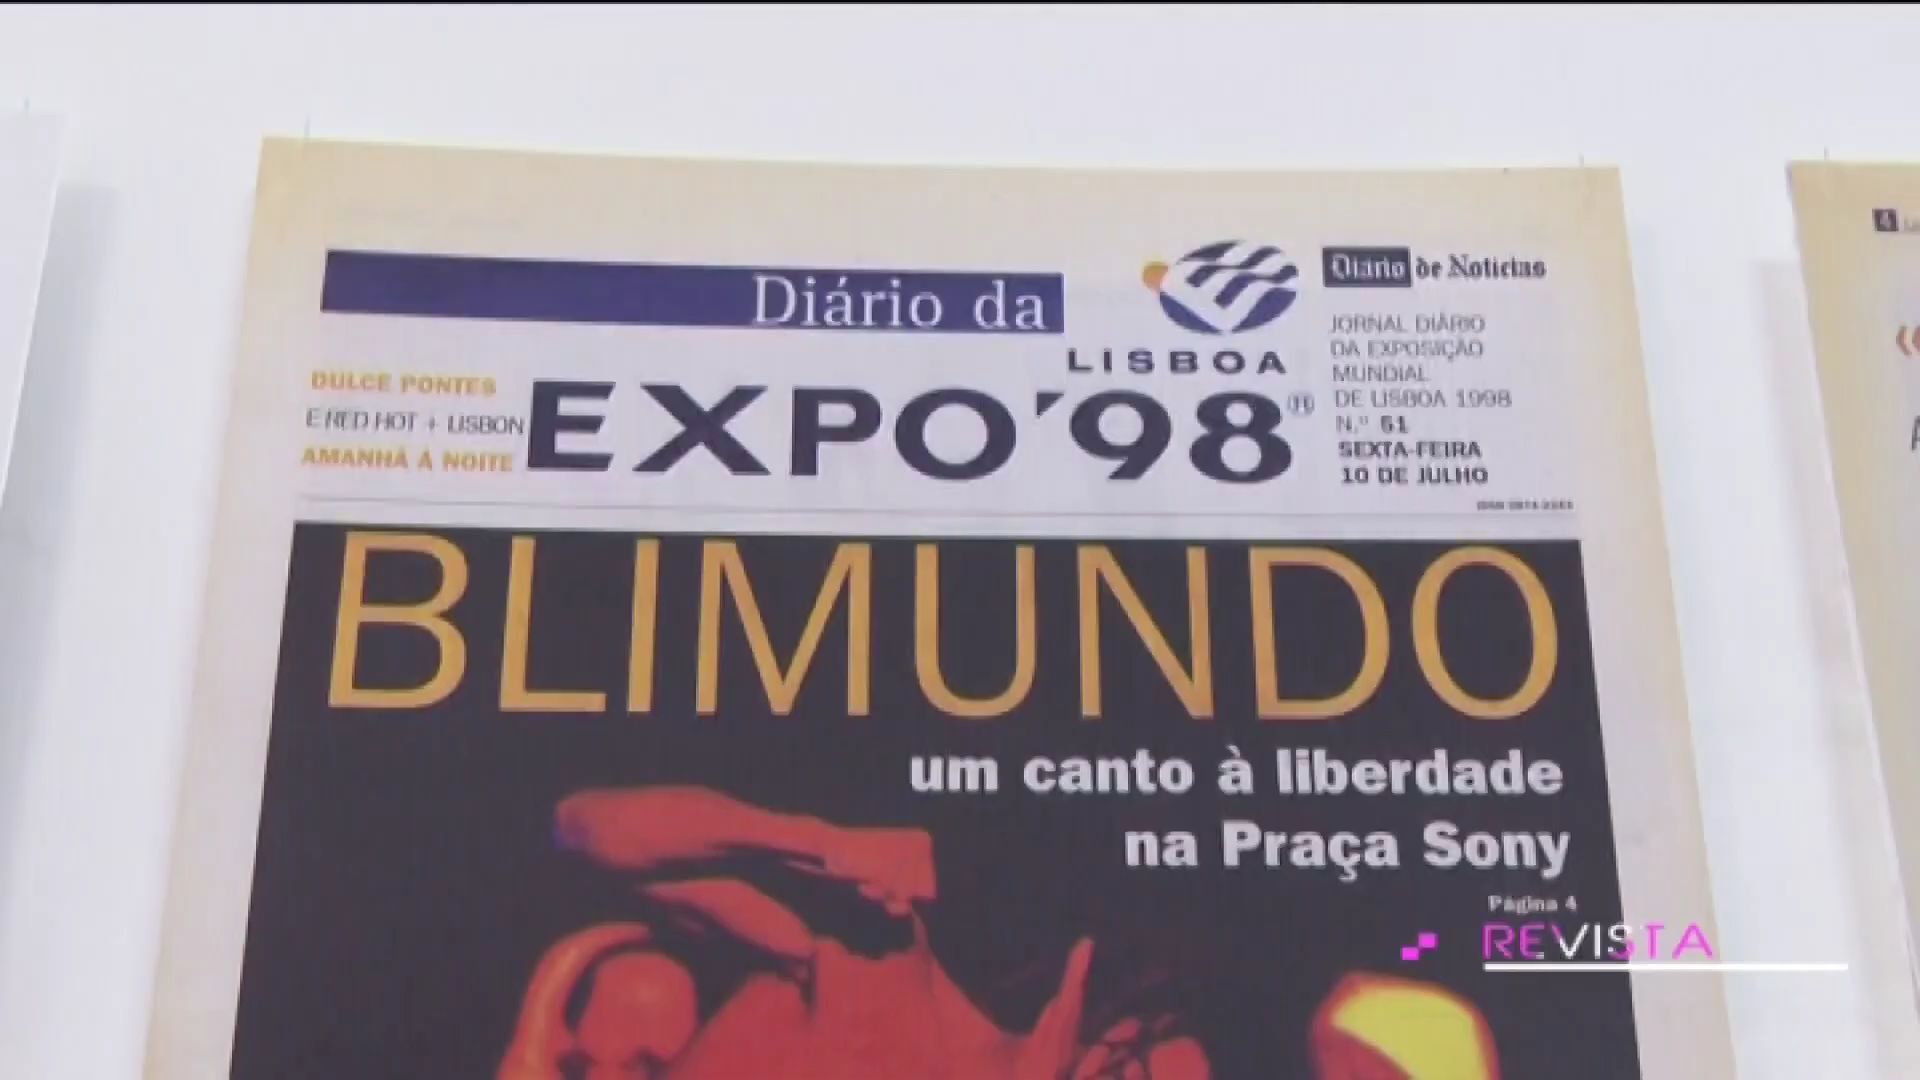 Diário da
LISBOA
EXPO'98®
DULCE PONTES
E RED HOT + LISBON
AMANHÃ À NOITE
Diário de Notícias
JORNAL DIÁRIO
DA EXPOSIÇÃO
MUNDIAL
DE LISBOA 1998
N.º 51
SEXTA-FEIRA
10 DE JULHO
BLIMUNDO
um canto à liberdade
na Praça Sony
Página 4
REVISTA
4